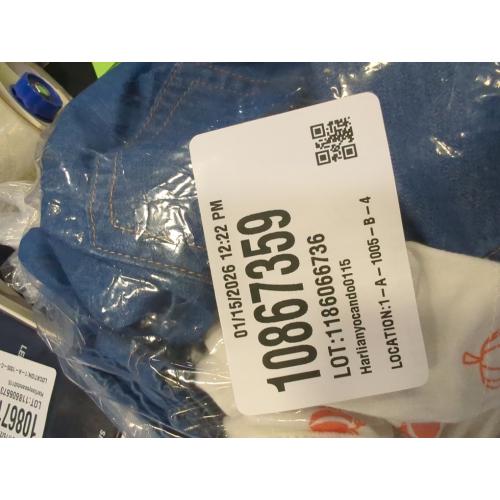 01/15/2026 12:22 PM
10867359
LOT:1186066736
Harlianyocando0115
LOCATION:1-A-1005-B-4